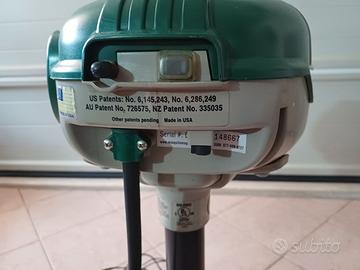 US Patents: No. 6,145,243, No. 6,286,249
AU Patent No, 726575, NZ Patent No. 335035
Other patents pending Made in USA
Serial #:
148667
subito